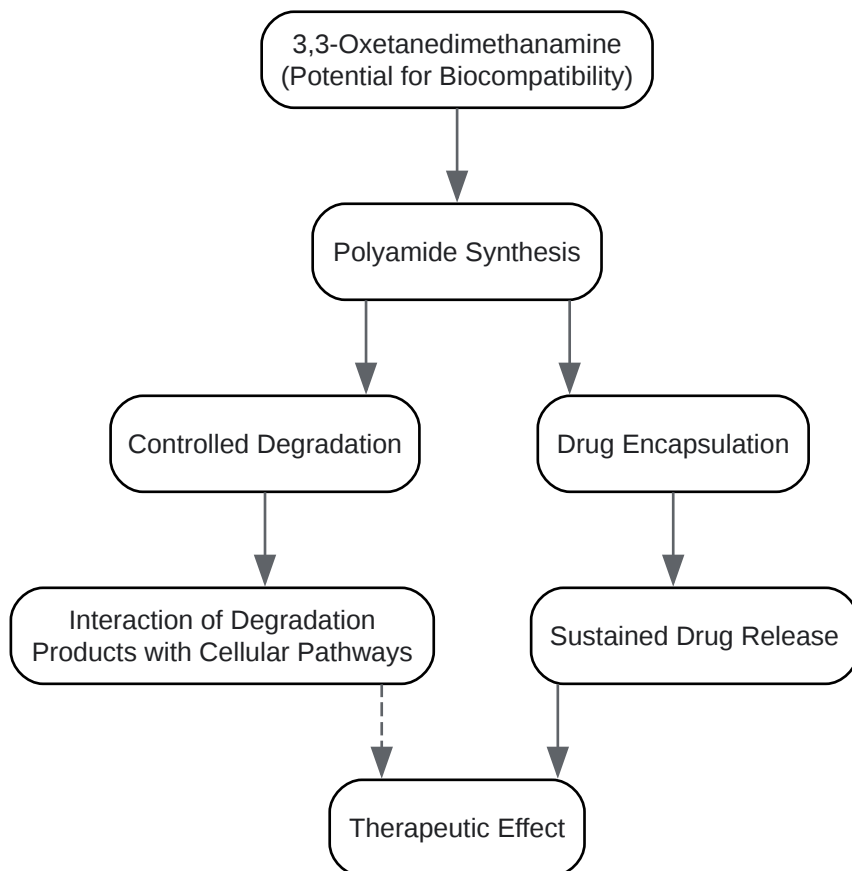 3,3-Oxetanedimethanamine
(Potential for Biocompatibility)
Polyamide Synthesis
Controlled Degradation
Drug Encapsulation
Interaction of Degradation
Products with Cellular Pathways
Sustained Drug Release
Therapeutic Effect